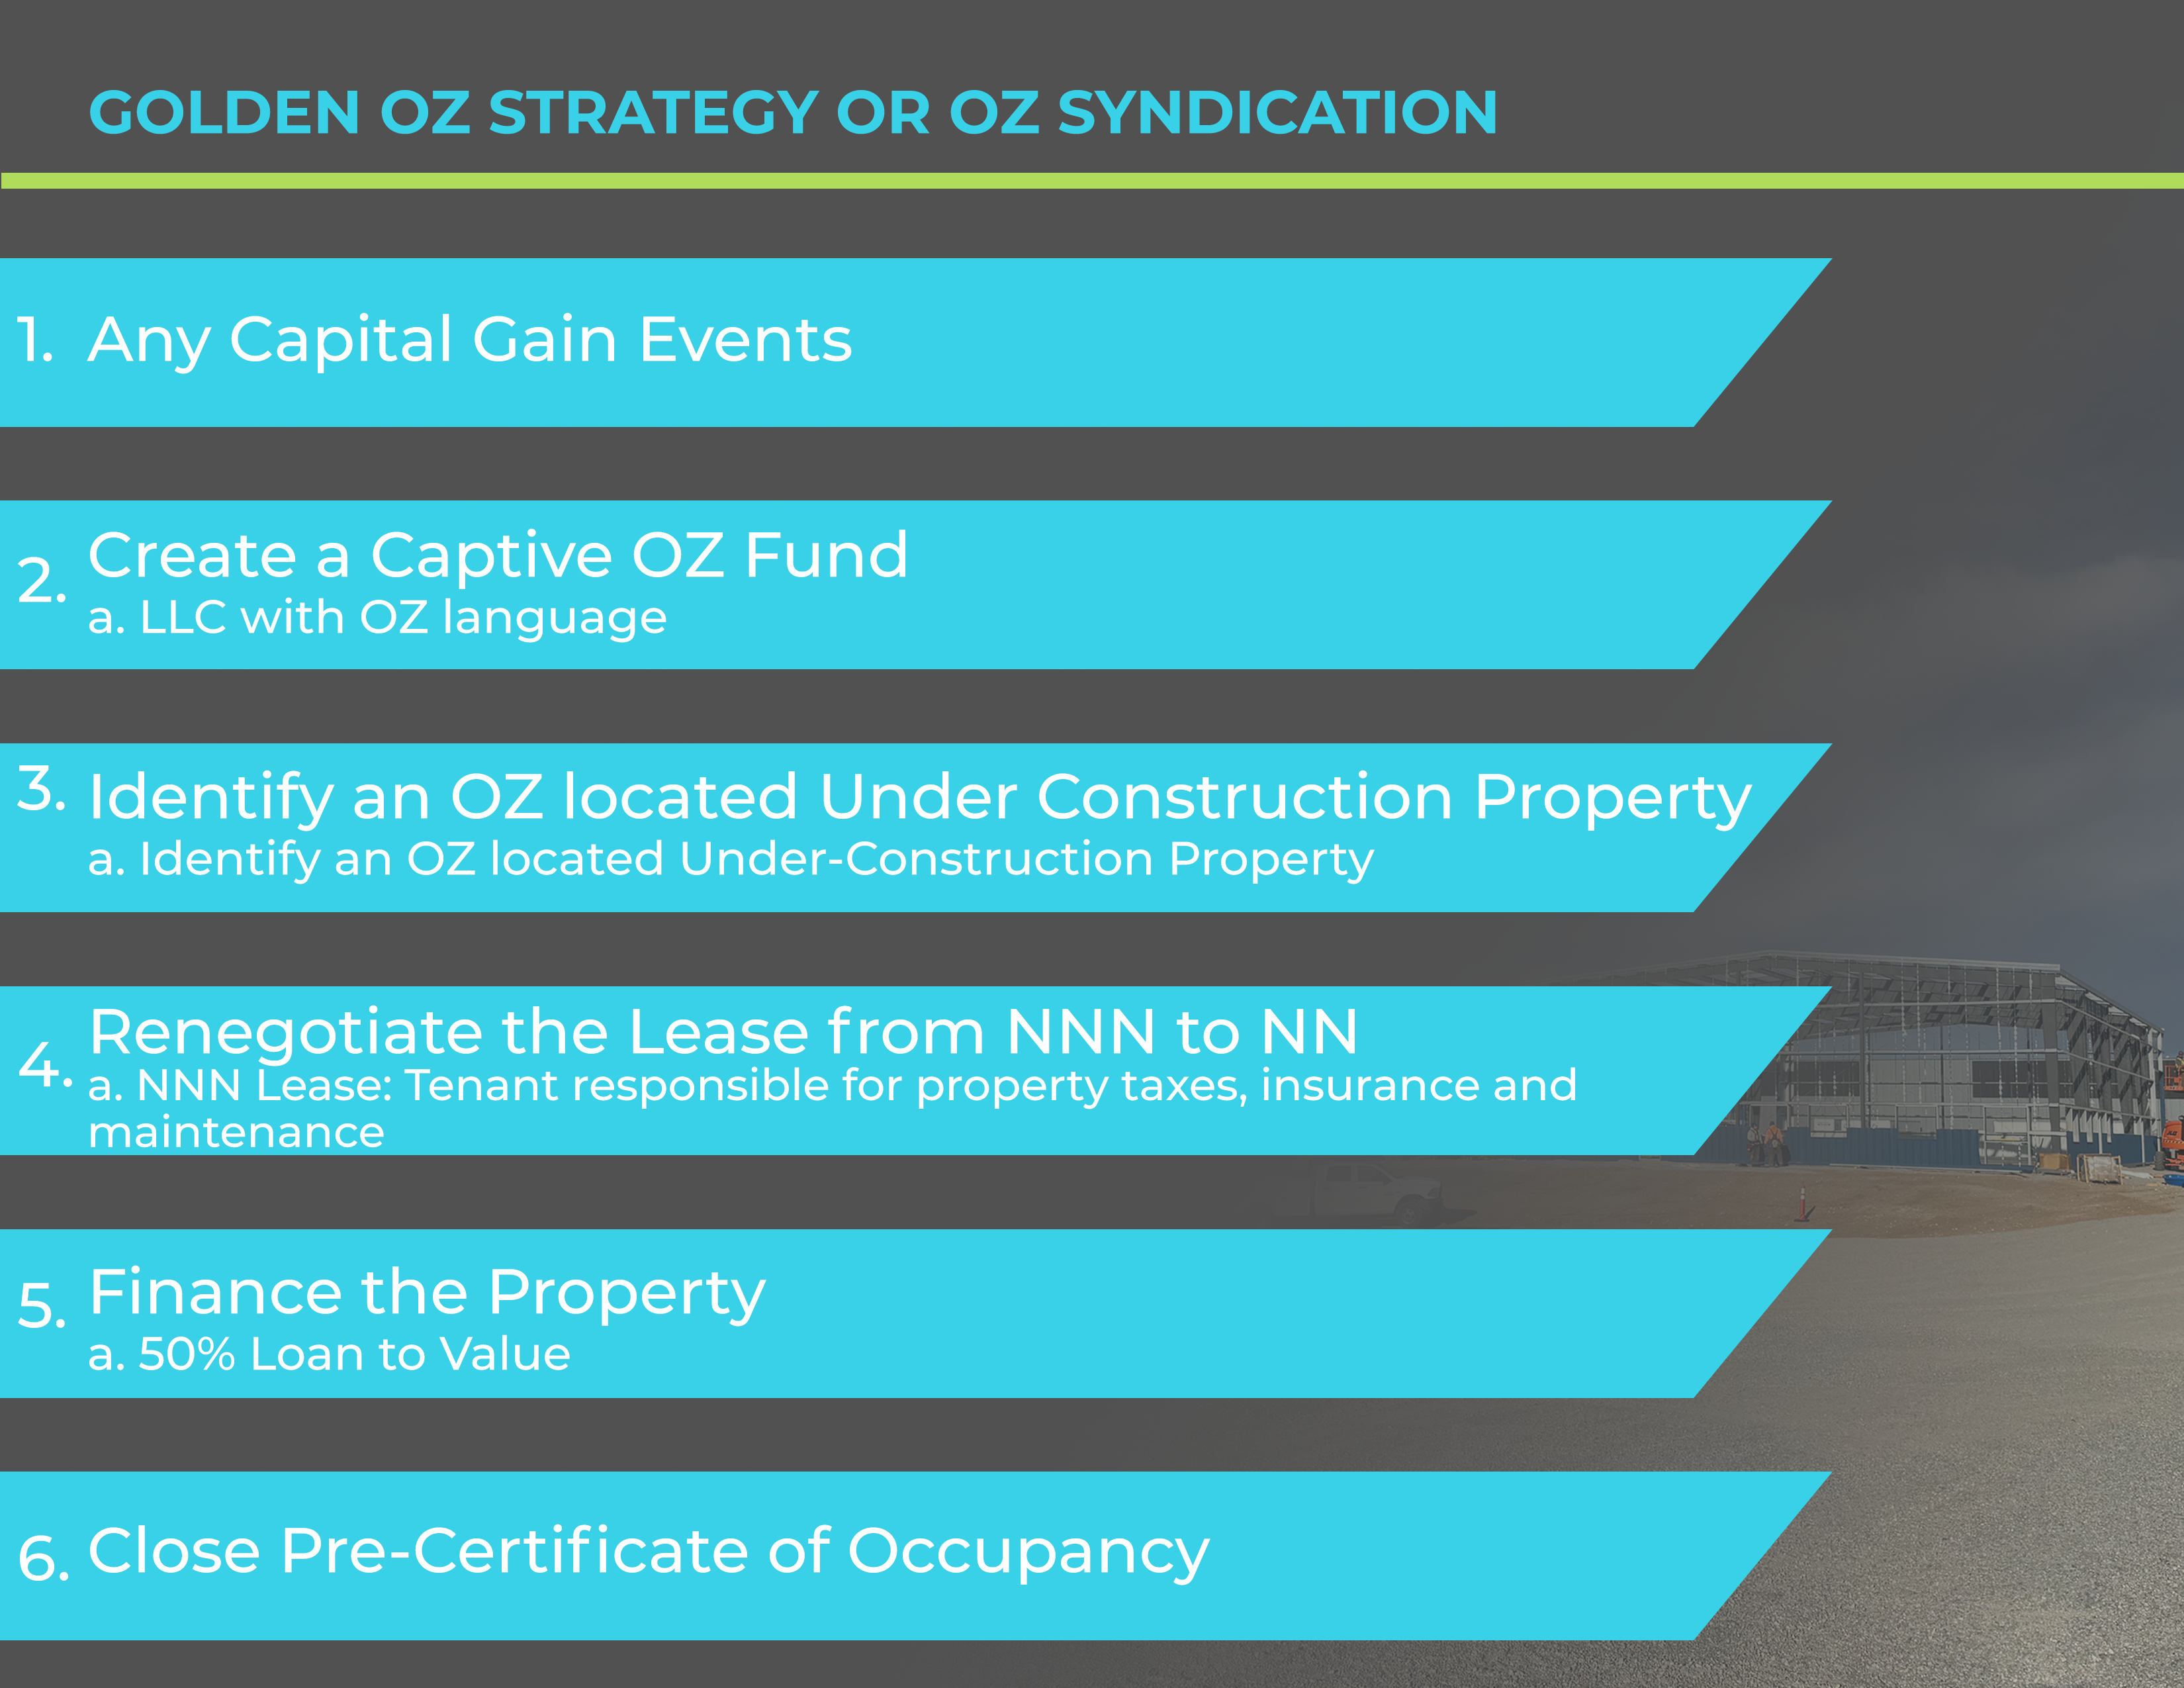 GOLDEN OZ STRATEGY OR OZ SYNDICATION
1. Any Capital Gain Events
2. Create a Captive OZ Fund
a. LLC with OZ language
3. Identify an OZ located Under Construction Property
a. Identify an OZ located Under-Construction Property
4. Renegotiate the Lease from NNN to NN
a. NNN Lease: Tenant responsible for property taxes, insurance and
maintenance
5. Finance the Property
a. 50% Loan to Value
6. Close Pre-Certificate of Occupancy